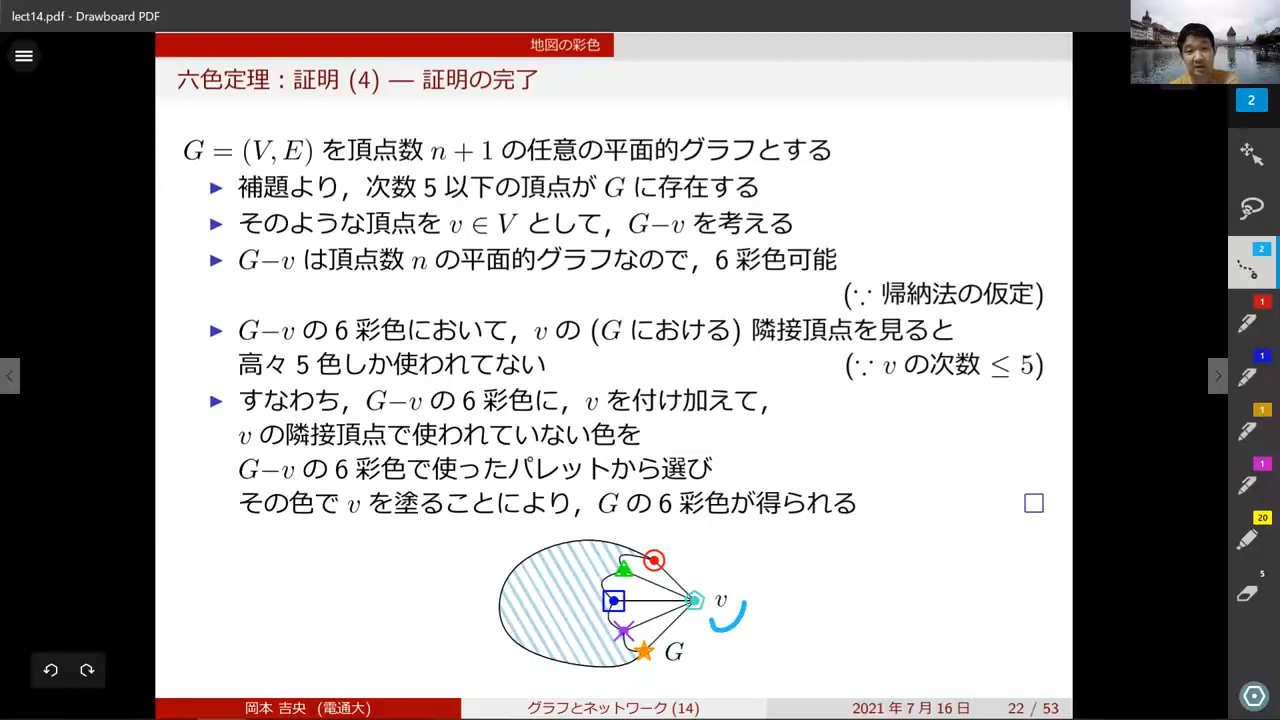 lect14.pdf - Drawboard PDF
地図の彩色
六色定理：証明 (4) — 証明の完了
G = (V, E) を頂点数 n + 1 の任意の平面的グラフとする
▶ 補題より，次数 5 以下の頂点が G に存在する
▶ そのような頂点を v ∈ V として，G−v を考える
▶ G−v は頂点数 n の平面的グラフなので，6 彩色可能
(∵ 帰納法の仮定)
▶ G−v の 6 彩色において，v の (G における) 隣接頂点を見ると
高々 5 色しか使われてない (∵ v の次数 ≤ 5)
▶ すなわち，G−v の 6 彩色に，v を付け加えて，
v の隣接頂点で使われていない色を
G−v の 6 彩色で使ったパレットから選び
その色で v を塗ることにより，G の 6 彩色が得られる □
v
G
岡本 吉央 (電通大) グラフとネットワーク (14) 2021 年 7 月 16 日 22 / 53
2
2
1
1
1
1
20
5